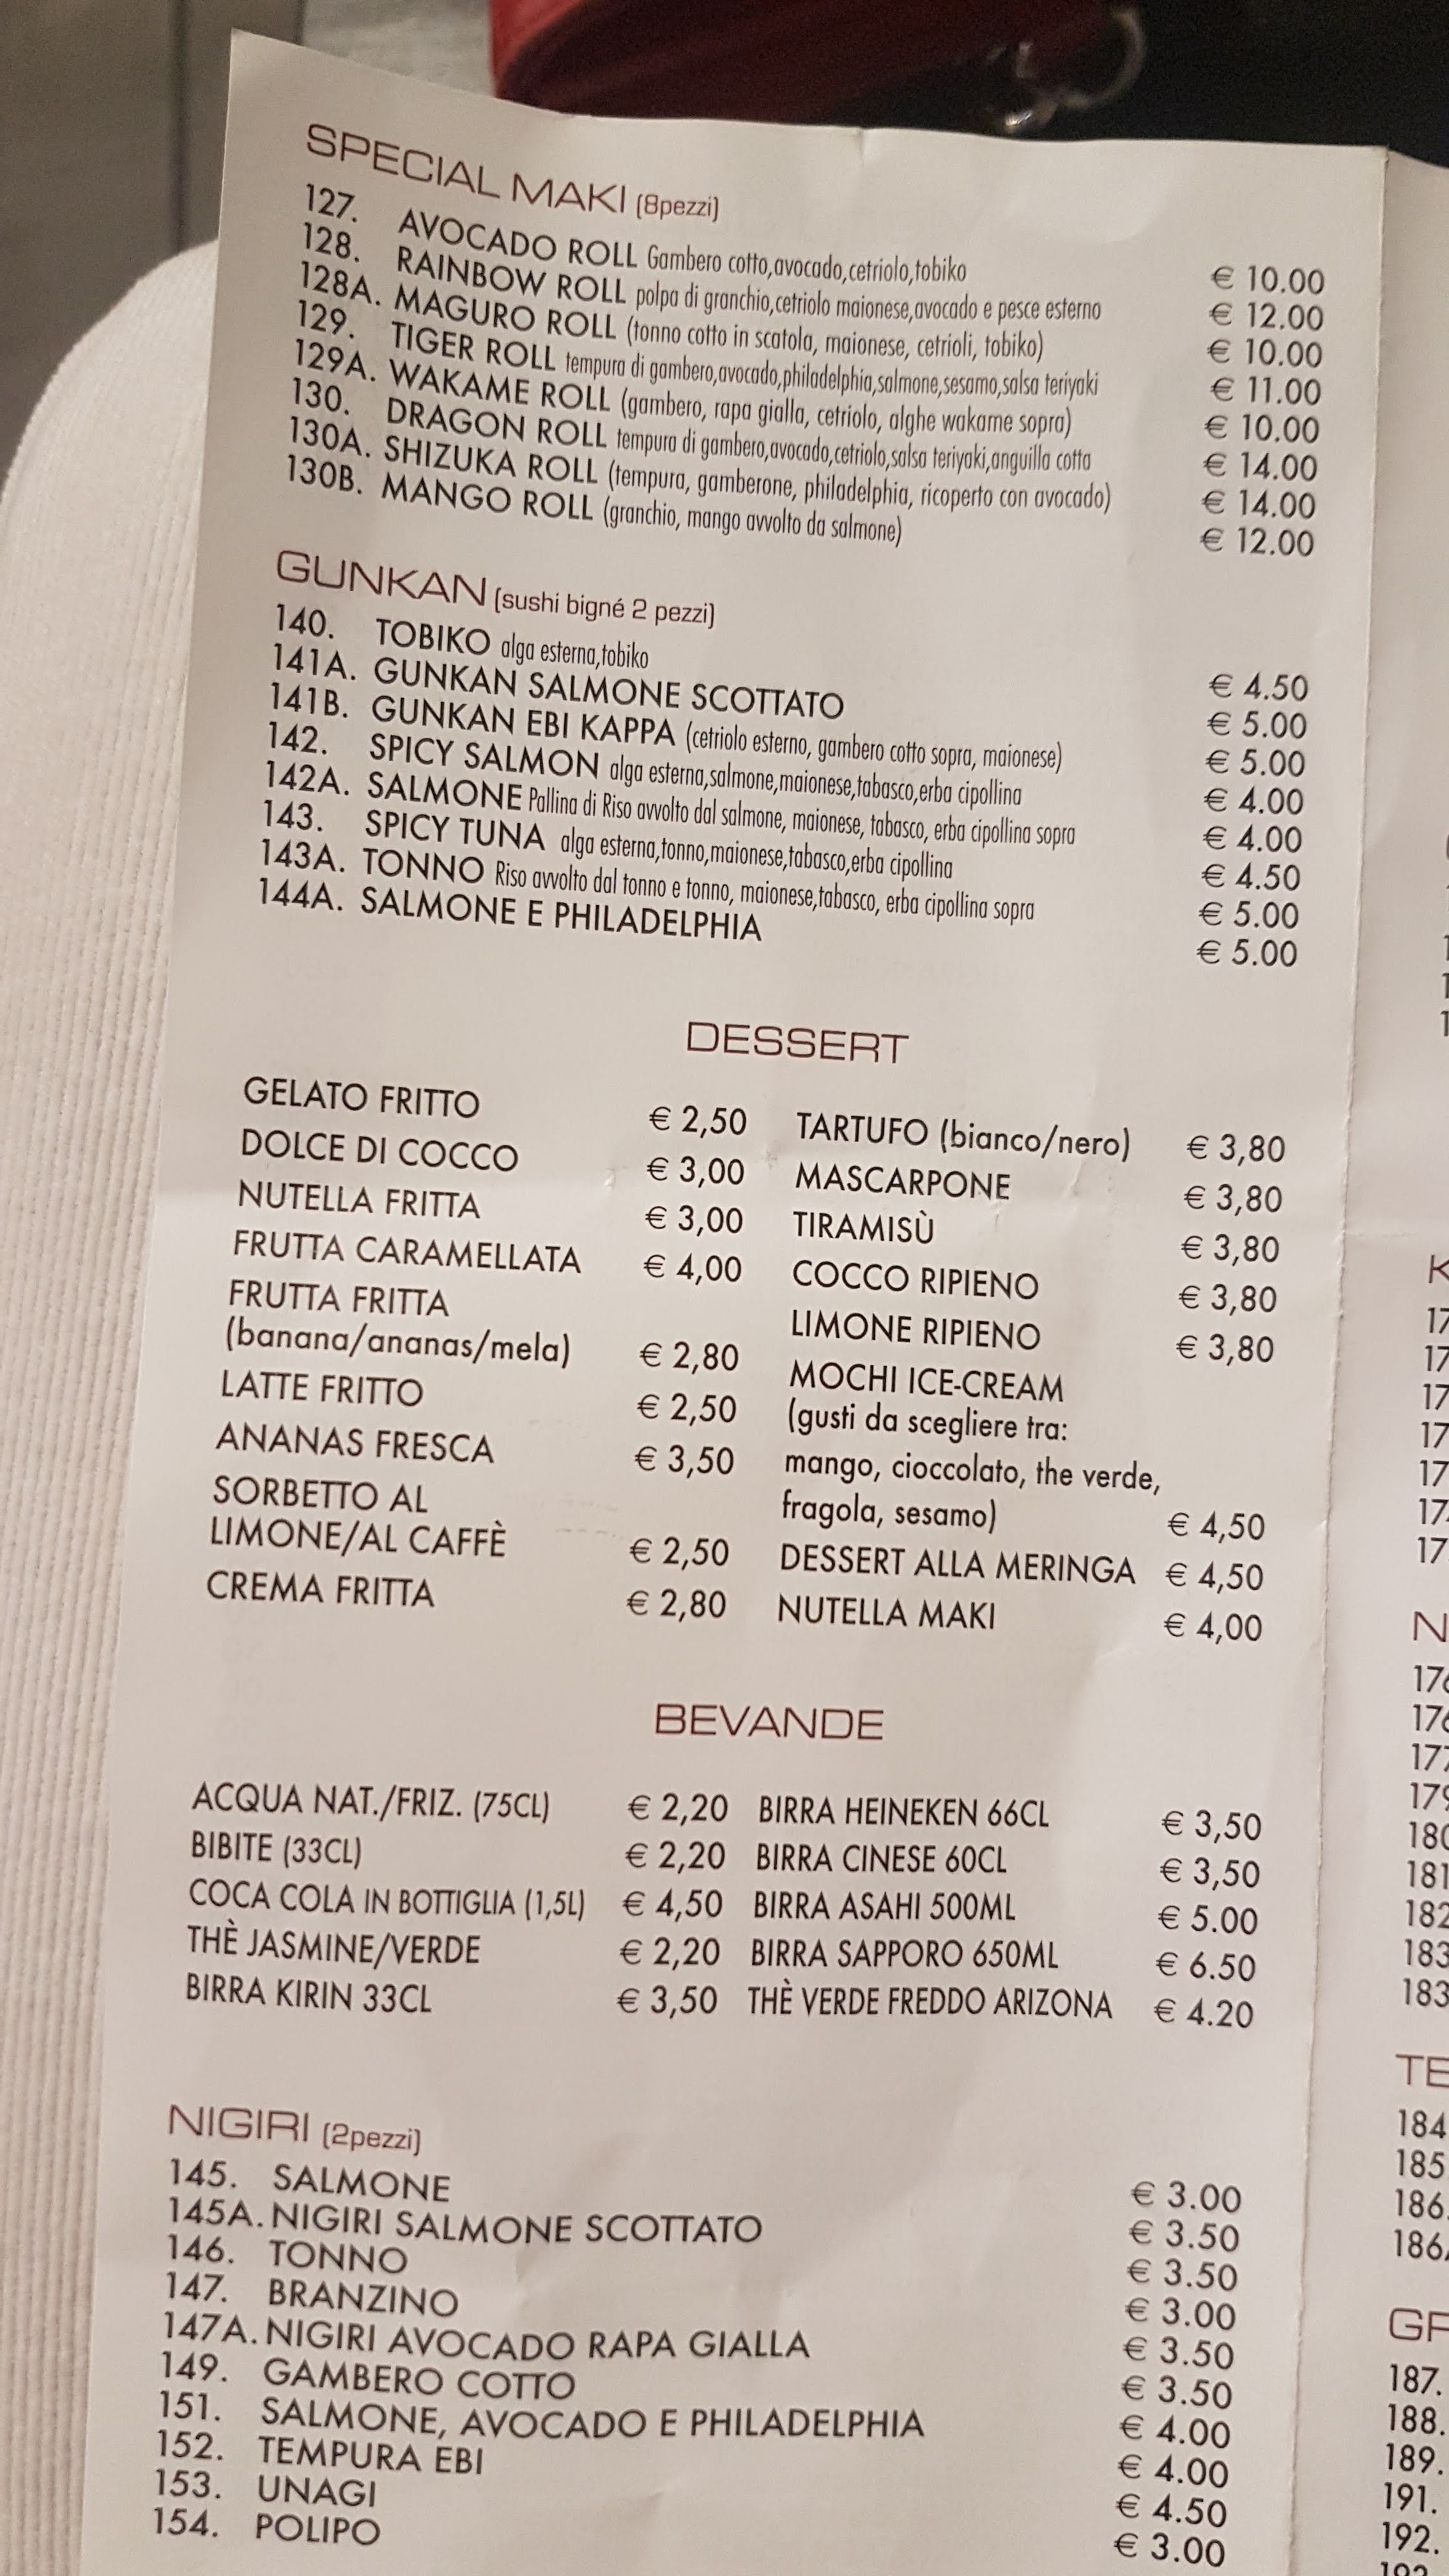 SPECIAL MAKI (8pezzi)
127. AVOCADO ROLL Gambero cotto,avocado,cetriolo,tobiko € 10.00
128. RAINBOW ROLL polpa di granchio,cetriolo maionese,avocado e pesce esterno € 12.00
128A. MAGURO ROLL (tonno cotto in scatola, maionese, cetrioli, tobiko) € 10.00
129. TIGER ROLL tempura di gambero,avocado,philadelphia,salmone,sesamo,salsa teriyaki € 11.00
129A. WAKAME ROLL (gambero, rapa gialla, cetriolo, alghe wakame sopra) € 10.00
130. DRAGON ROLL tempura di gambero,avocado,cetriolo,salsa teriyaki,anguilla cotta € 14.00
130A. SHIZUKA ROLL (tempura, gamberone, philadelphia, ricoperto con avocado) € 14.00
130B. MANGO ROLL (granchio, mango avvolto da salmone) € 12.00
GUNKAN (sushi bigné 2 pezzi)
140. TOBIKO alga esterna,tobiko € 4.50
141A. GUNKAN SALMONE SCOTTATO € 5.00
141B. GUNKAN EBI KAPPA (cetriolo esterno, gambero cotto sopra, maionese) € 5.00
142. SPICY SALMON alga esterna,salmone,maionese,tabasco,erba cipollina € 4.00
142A. SALMONE Pallina di Riso avvolto dal salmone, maionese, tabasco, erba cipollina sopra € 4.00
143. SPICY TUNA alga esterna,tonno,maionese,tabasco,erba cipollina € 4.50
143A. TONNO Riso avvolto dal tonno e tonno, maionese,tabasco, erba cipollina sopra € 5.00
144A. SALMONE E PHILADELPHIA € 5.00
DESSERT
GELATO FRITTO € 2,50
DOLCE DI COCCO € 3,00
NUTELLA FRITTA € 3,00
FRUTTA CARAMELLATA € 4,00
FRUTTA FRITTA
(banana/ananas/mela) € 2,80
LATTE FRITTO € 2,50
ANANAS FRESCA € 3,50
SORBETTO AL
LIMONE/AL CAFFÈ € 2,50
CREMA FRITTA € 2,80
TARTUFO (bianco/nero) € 3,80
MASCARPONE € 3,80
TIRAMISÙ € 3,80
COCCO RIPIENO € 3,80
LIMONE RIPIENO € 3,80
MOCHI ICE-CREAM
(gusti da scegliere tra:
mango, cioccolato, the verde,
fragola, sesamo) € 4,50
DESSERT ALLA MERINGA € 4,50
NUTELLA MAKI € 4,00
BEVANDE
ACQUA NAT./FRIZ. (75CL) € 2,20
BIBITE (33CL) € 2,20
COCA COLA IN BOTTIGLIA (1,5L) € 4,50
THÈ JASMINE/VERDE € 2,20
BIRRA KIRIN 33CL € 3,50
BIRRA HEINEKEN 66CL € 3,50
BIRRA CINESE 60CL € 3,50
BIRRA ASAHI 500ML € 5.00
BIRRA SAPPORO 650ML € 6.50
THÈ VERDE FREDDO ARIZONA € 4.20
NIGIRI (2pezzi)
145. SALMONE € 3.00
145A. NIGIRI SALMONE SCOTTATO € 3.50
146. TONNO € 3.50
147. BRANZINO € 3.00
147A. NIGIRI AVOCADO RAPA GIALLA € 3.50
149. GAMBERO COTTO € 3.50
151. SALMONE, AVOCADO E PHILADELPHIA € 4.00
152. TEMPURA EBI € 4.00
153. UNAGI € 4.50
154. POLIPO € 3.00
181
182
183
183
184
185
186.
187.
188.
189.
191.
192.